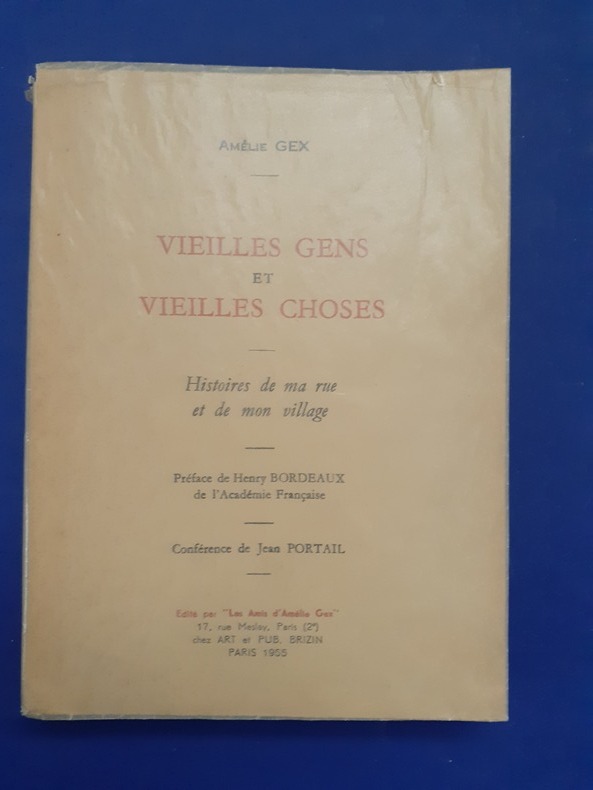 AMÉLIE GEX
VIEILLES GENS
ET
VIEILLES CHOSES
Histoires de ma rue
et de mon village
Préface de Henry BORDEAUX
de l'Académie Française
Conférence de Jean PORTAIL
Edité par "Les Amis d'Amélie Gex"
17, rue Meslay, Paris (2e)
chez ART et PUB. BRIZIN
PARIS 1955